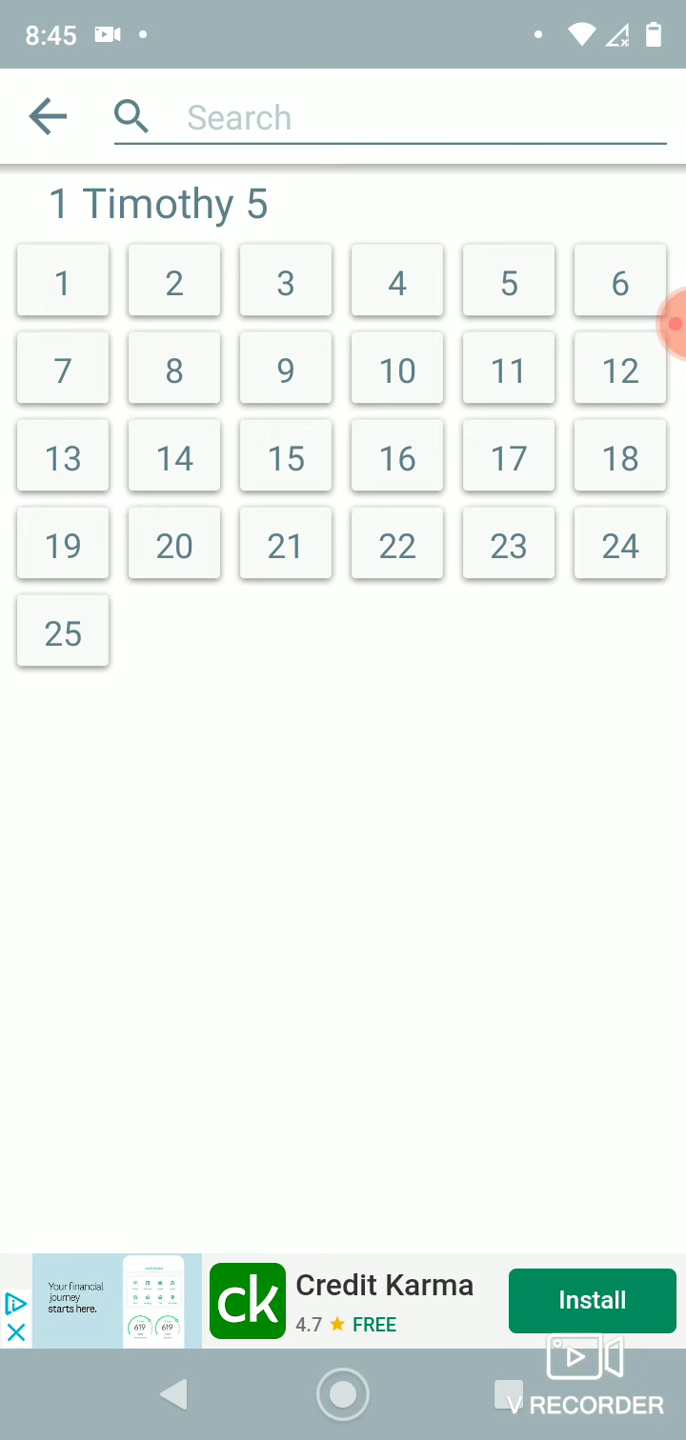 8:45
Search
1 Timothy 5
1 2 3 4 5 6
7 8 9 10 11 12
13 14 15 16 17 18
19 20 21 22 23 24
25
Your financial
journey
starts here.
619 619
ck
Credit Karma
4.7 ★ FREE
Install
V RECORDER